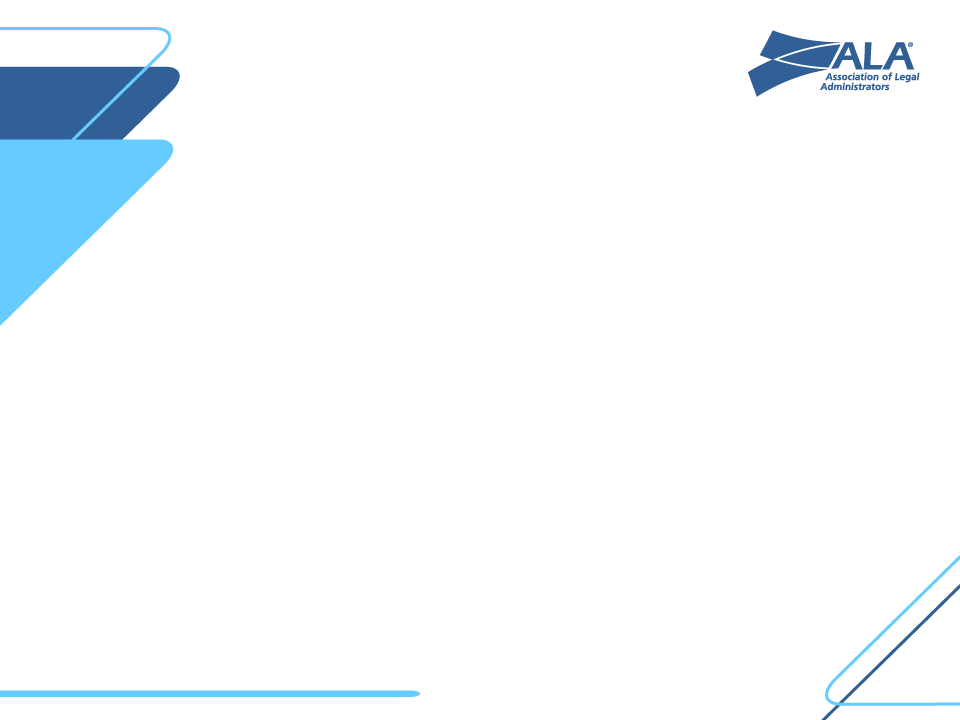 ALA®
Association of Legal
Administrators